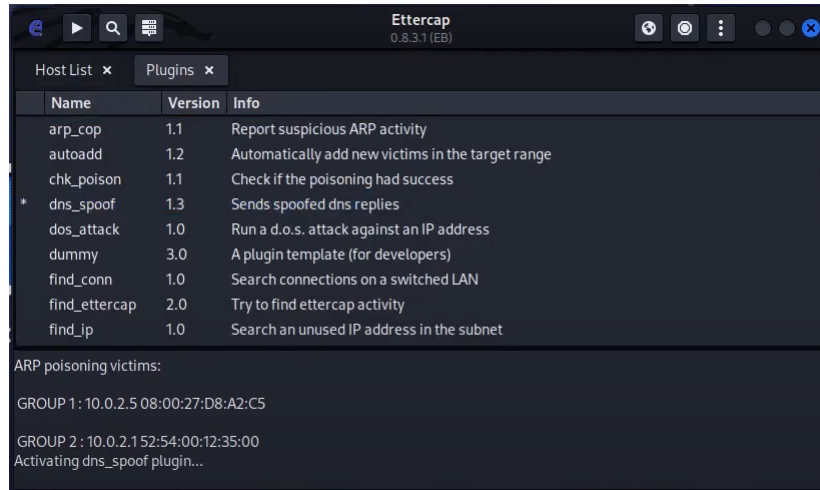 Ettercap
0.8.3.1 (EB)
Host List × Plugins ×
Name Version Info
arp_cop 1.1 Report suspicious ARP activity
autoadd 1.2 Automatically add new victims in the target range
chk_poison 1.1 Check if the poisoning had success
* dns_spoof 1.3 Sends spoofed dns replies
dos_attack 1.0 Run a d.o.s. attack against an IP address
dummy 3.0 A plugin template (for developers)
find_conn 1.0 Search connections on a switched LAN
find_ettercap 2.0 Try to find ettercap activity
find_ip 1.0 Search an unused IP address in the subnet
ARP poisoning victims:
GROUP 1 : 10.0.2.5 08:00:27:D8:A2:C5
GROUP 2 : 10.0.2.1 52:54:00:12:35:00
Activating dns_spoof plugin...